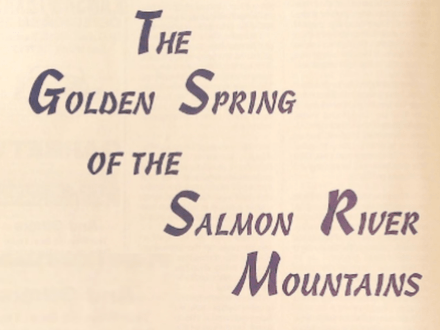 The
Golden Spring
of the
Salmon River
Mountains